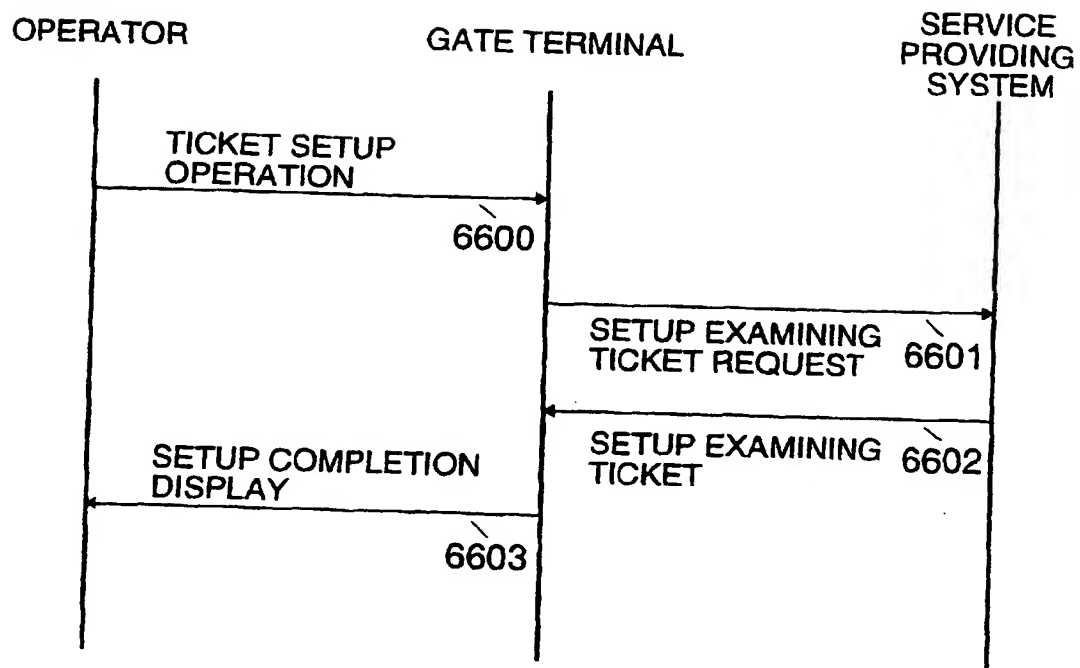 OPERATOR
GATE TERMINAL
SERVICE
PROVIDING
SYSTEM
TICKET SETUP
OPERATION
6600
SETUP EXAMINING
TICKET REQUEST
6601
SETUP EXAMINING
TICKET
6602
SETUP COMPLETION
DISPLAY
6603